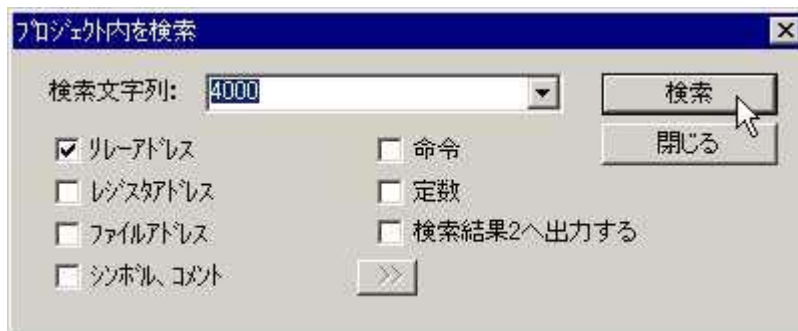 ﾌﾟﾛｼﾞｪｸﾄ内を検索
検索文字列: 4000 検索
ﾘﾚｰｱﾄﾞﾚｽ 命令 閉じる
ﾚｼﾞｽﾀｱﾄﾞﾚｽ 定数
ﾌｧｲﾙｱﾄﾞﾚｽ 検索結果2へ出力する
ｼﾝﾎﾞﾙ、ｺﾒﾝﾄ >>